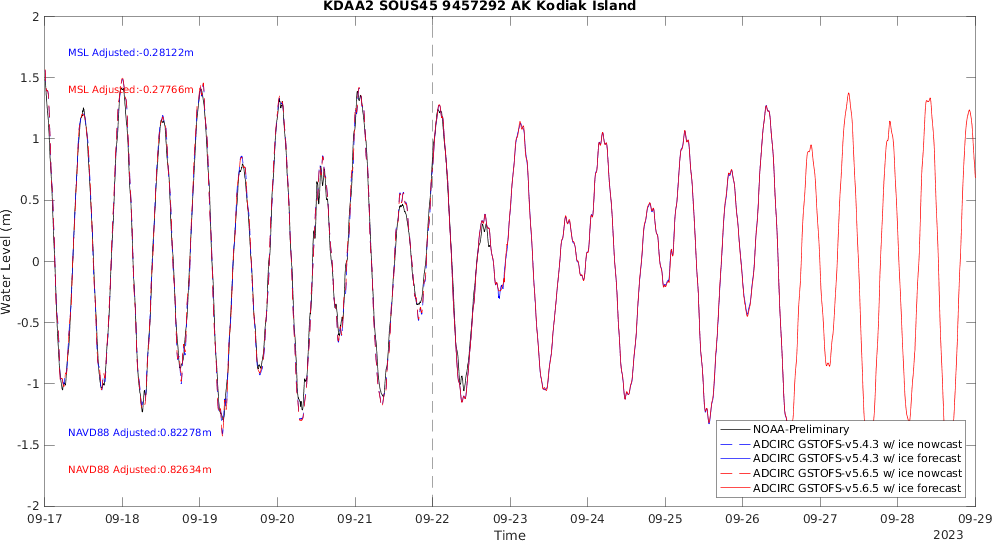 KDAA2 SOUS45 9457292 AK Kodiak Island
2
1.5
1
0.5
0
-0.5
-1
-1.5
-2
Water Level (m)
MSL Adjusted:-0.28122m
MSL Adjusted:-0.27766m
NAVD88 Adjusted:0.82278m
NAVD88 Adjusted:0.82634m
NOAA-Preliminary
ADCIRC GSTOFS-v5.4.3 w/ ice nowcast
ADCIRC GSTOFS-v5.4.3 w/ ice forecast
ADCIRC GSTOFS-v5.6.5 w/ ice nowcast
ADCIRC GSTOFS-v5.6.5 w/ ice forecast
09-17 09-18 09-19 09-20 09-21 09-22 09-23 09-24 09-25 09-26 09-27 09-28 09-29
Time
2023